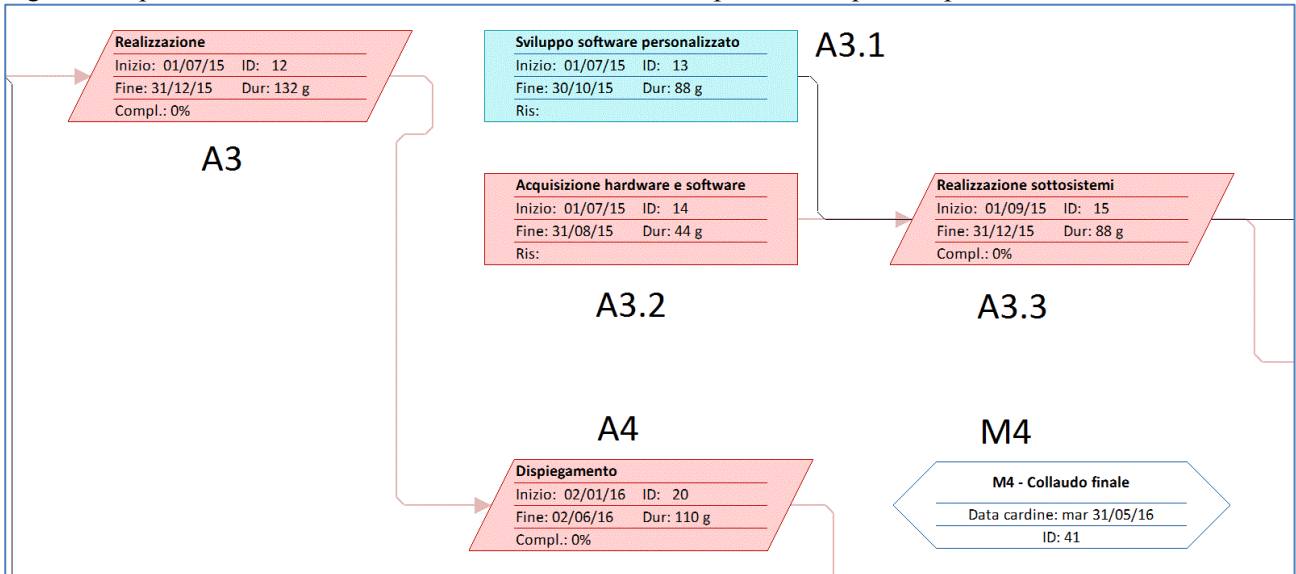 Realizzazione
Inizio: 01/07/15 ID: 12
Fine: 31/12/15 Dur: 132 g
Compl.: 0%
A3
Sviluppo software personalizzato
Inizio: 01/07/15 ID: 13
Fine: 30/10/15 Dur: 88 g
Ris:
A3.1
Acquisizione hardware e software
Inizio: 01/07/15 ID: 14
Fine: 31/08/15 Dur: 44 g
Ris:
A3.2
Realizzazione sottosistemi
Inizio: 01/09/15 ID: 15
Fine: 31/12/15 Dur: 88 g
Compl.: 0%
A3.3
A4
Dispiegamento
Inizio: 02/01/16 ID: 20
Fine: 02/06/16 Dur: 110 g
Compl.: 0%
M4
M4 - Collaudo finale
Data cardine: mar 31/05/16
ID: 41